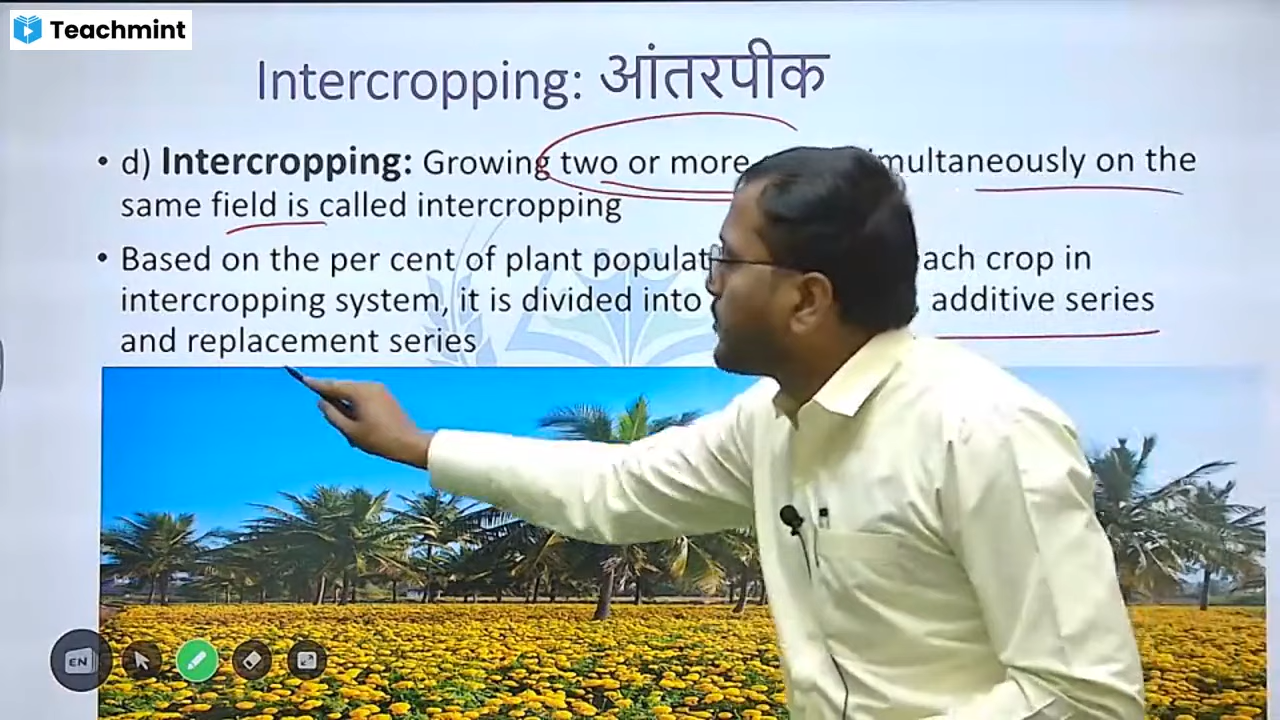 Teachmint
Intercropping: आंतरपीक
• d) Intercropping: Growing two or more multaneously on the
same field is called intercropping
• Based on the per cent of plant populat ach crop in
intercropping system, it is divided into additive series
and replacement series
EN